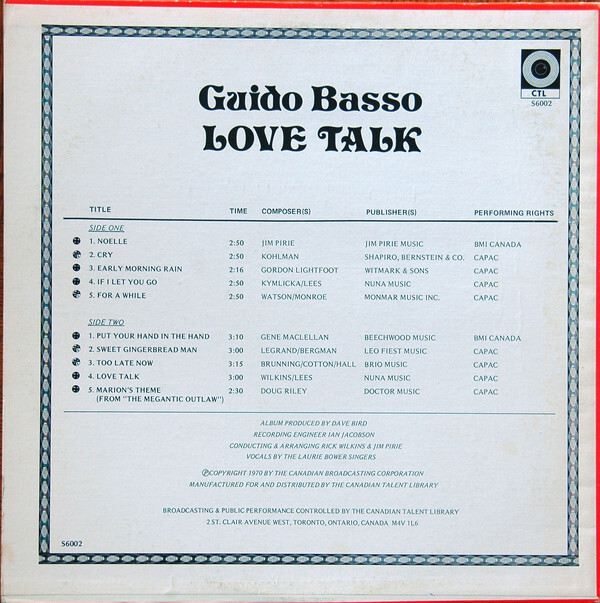 CTL
S6002
Guido Basso
LOVE TALK
TITLE TIME COMPOSER(S) PUBLISHER(S) PERFORMING RIGHTS
SIDE ONE
1. NOELLE 2:50 JIM PIRIE JIM PIRIE MUSIC BMI CANADA
2. CRY 2:50 KOHLMAN SHAPIRO, BERNSTEIN & CO. CAPAC
3. EARLY MORNING RAIN 2:16 GORDON LIGHTFOOT WITMARK & SONS CAPAC
4. IF I LET YOU GO 2:50 KYMLICKA/LEES NUNA MUSIC CAPAC
5. FOR A WHILE 2:50 WATSON/MONROE MONMAR MUSIC INC. CAPAC
SIDE TWO
1. PUT YOUR HAND IN THE HAND 3:10 GENE MACLELLAN BEECHWOOD MUSIC BMI CANADA
2. SWEET GINGERBREAD MAN 3:00 LEGRAND/BERGMAN LEO FIEST MUSIC CAPAC
3. TOO LATE NOW 3:15 BRUNNING/COTTON/HALL BRIO MUSIC CAPAC
4. LOVE TALK 3:00 WILKINS/LEES NUNA MUSIC CAPAC
5. MARION'S THEME 2:30 DOUG RILEY DOCTOR MUSIC CAPAC
(FROM "THE MEGANTIC OUTLAW")
ALBUM PRODUCED BY DAVE BIRD
RECORDING ENGINEER IAN JACOBSON
CONDUCTING & ARRANGING RICK WILKINS & JIM PIRIE
VOCALS BY THE LAURIE BOWER SINGERS
℗COPYRIGHT 1970 BY THE CANADIAN BROADCASTING CORPORATION
MANUFACTURED FOR AND DISTRIBUTED BY THE CANADIAN TALENT LIBRARY
BROADCASTING & PUBLIC PERFORMANCE CONTROLLED BY THE CANADIAN TALENT LIBRARY
2 ST. CLAIR AVENUE WEST, TORONTO, ONTARIO, CANADA M4V 1L6
S6002